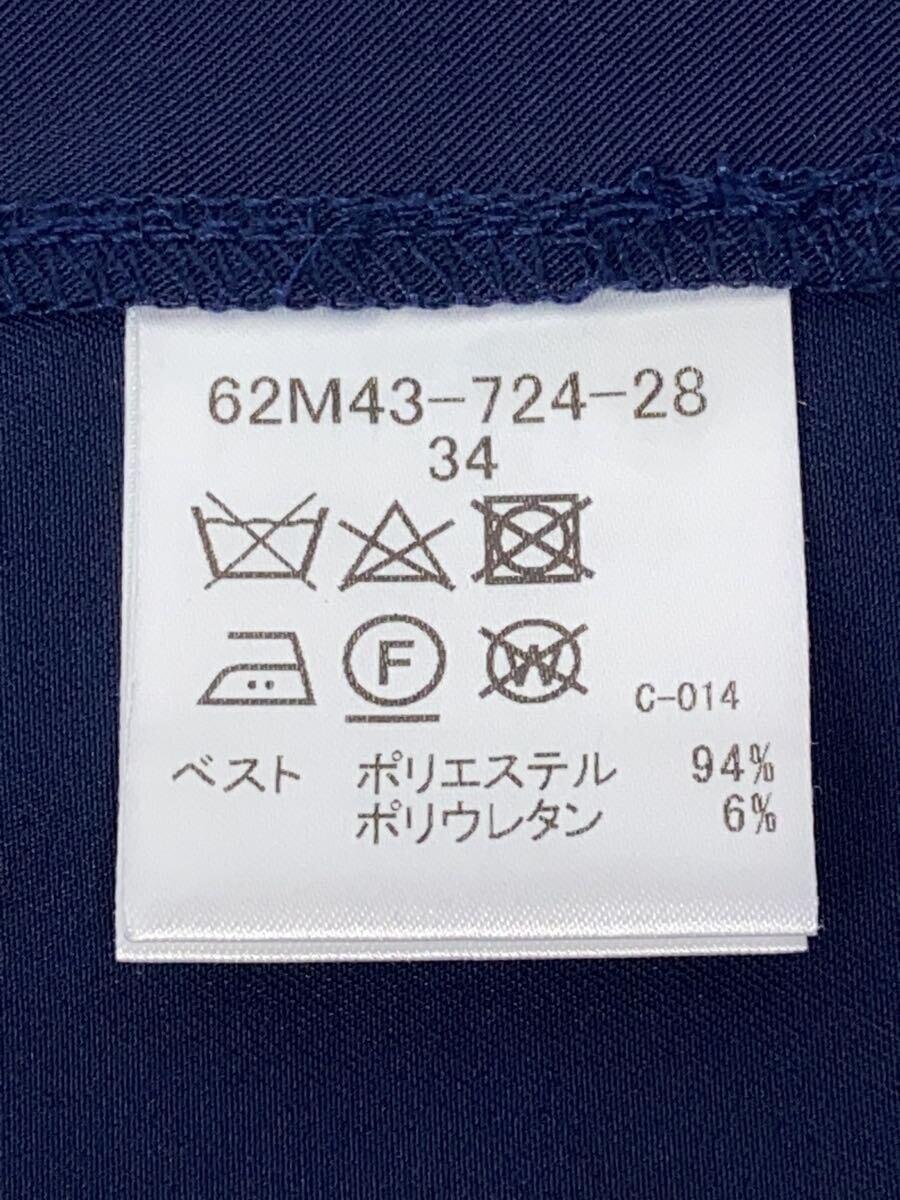 62M43-724-28
34
F
W
C-014
ベスト ポリエステル 94%
ポリウレタン 6%